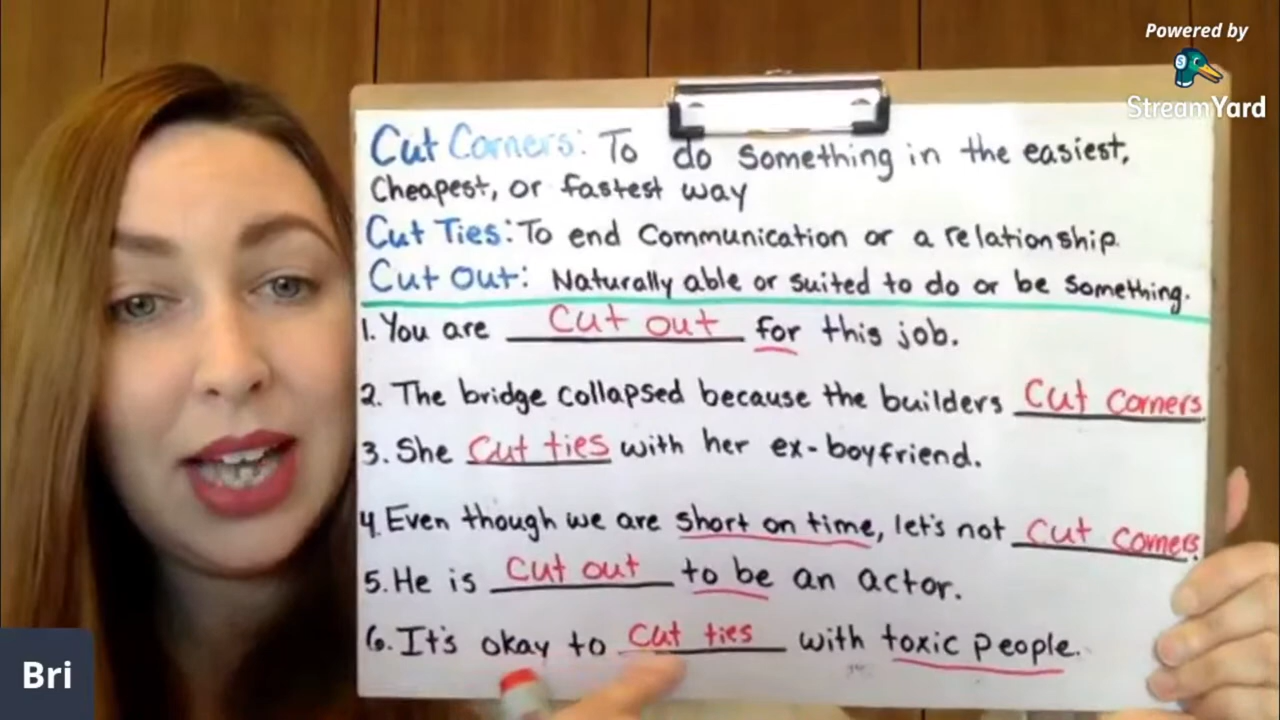 Powered by
StreamYard
Cut Corners: To do something in the easiest,
Cheapest, or fastest way
Cut Ties: To end Communication or a relationship
Cut Out: Naturally able or suited to do or be Something.
1. You are Cut out for this job.
2. The bridge collapsed because the builders Cut corners
3. She Cut ties with her ex-boyfriend.
4. Even though we are short on time, let's not Cut corners.
5. He is Cut out to be an actor.
6. It's okay to Cut ties with toxic people.
Bri